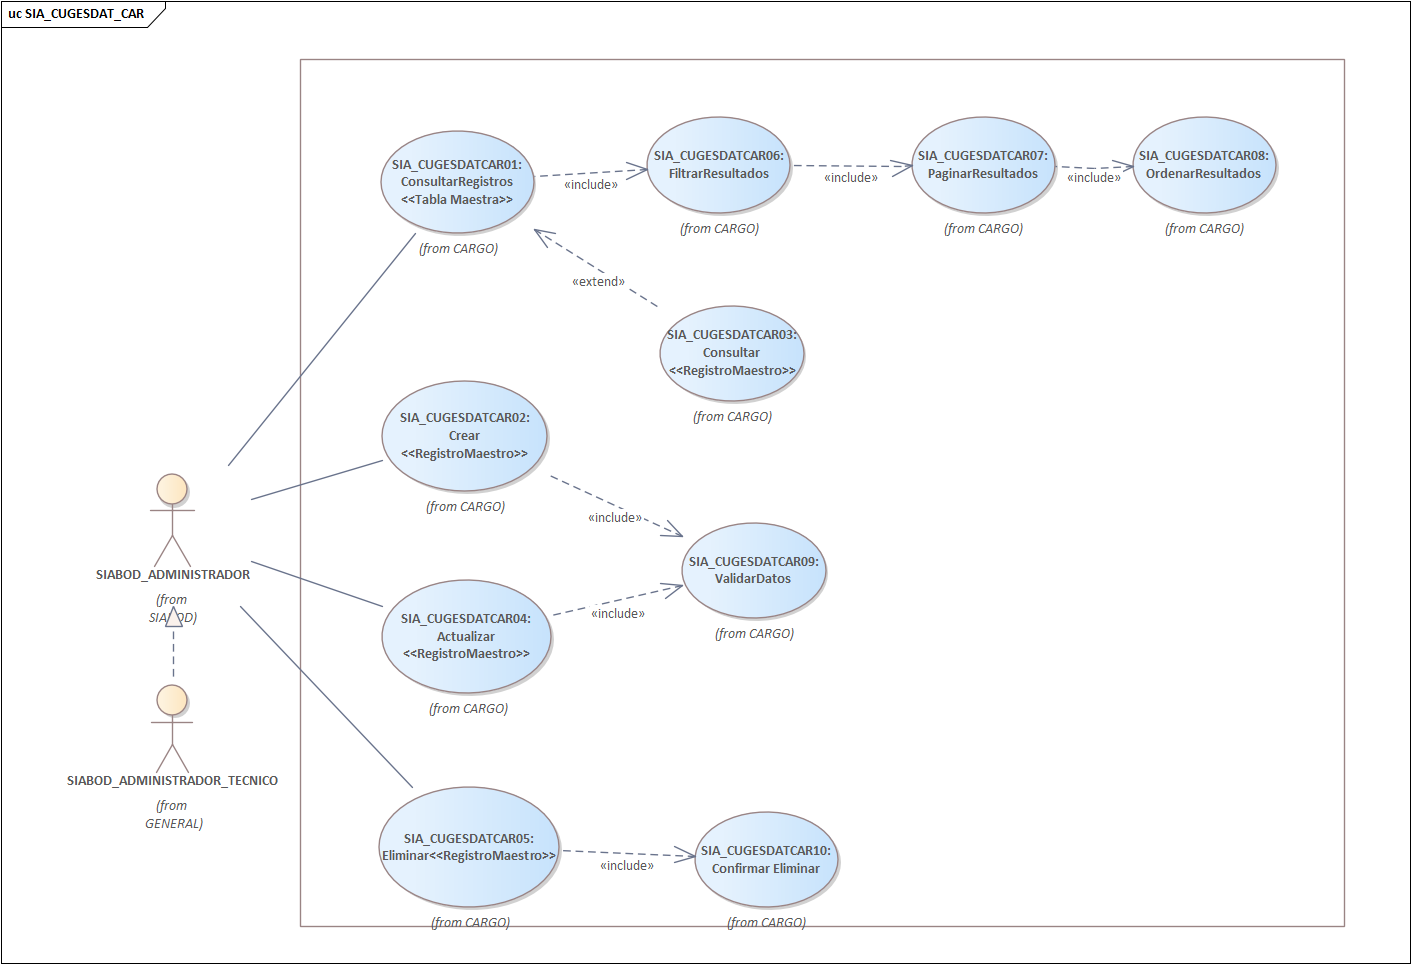 uc SIA_CUGESDAT_CAR
SIA_CUGESDATCAR01:
ConsultarRegistros
<<Tabla Maestra>>
(from CARGO)
«include»
SIA_CUGESDATCAR06:
FiltrarResultados
(from CARGO)
«include»
SIA_CUGESDATCAR07:
PaginarResultados
(from CARGO)
«include»
SIA_CUGESDATCAR08:
OrdenarResultados
(from CARGO)
«extend»
SIA_CUGESDATCAR03:
Consultar
<<RegistroMaestro>>
(from CARGO)
SIA_CUGESDATCAR02:
Crear
<<RegistroMaestro>>
(from CARGO)
«include»
SIABOD_ADMINISTRADOR
(from
SIABOD)
SIA_CUGESDATCAR09:
ValidarDatos
(from CARGO)
SIA_CUGESDATCAR04:
Actualizar
<<RegistroMaestro>>
(from CARGO)
«include»
SIABOD_ADMINISTRADOR_TECNICO
(from
GENERAL)
SIA_CUGESDATCAR05:
Eliminar<<RegistroMaestro>>
(from CARGO)
«include»
SIA_CUGESDATCAR10:
Confirmar Eliminar
(from CARGO)